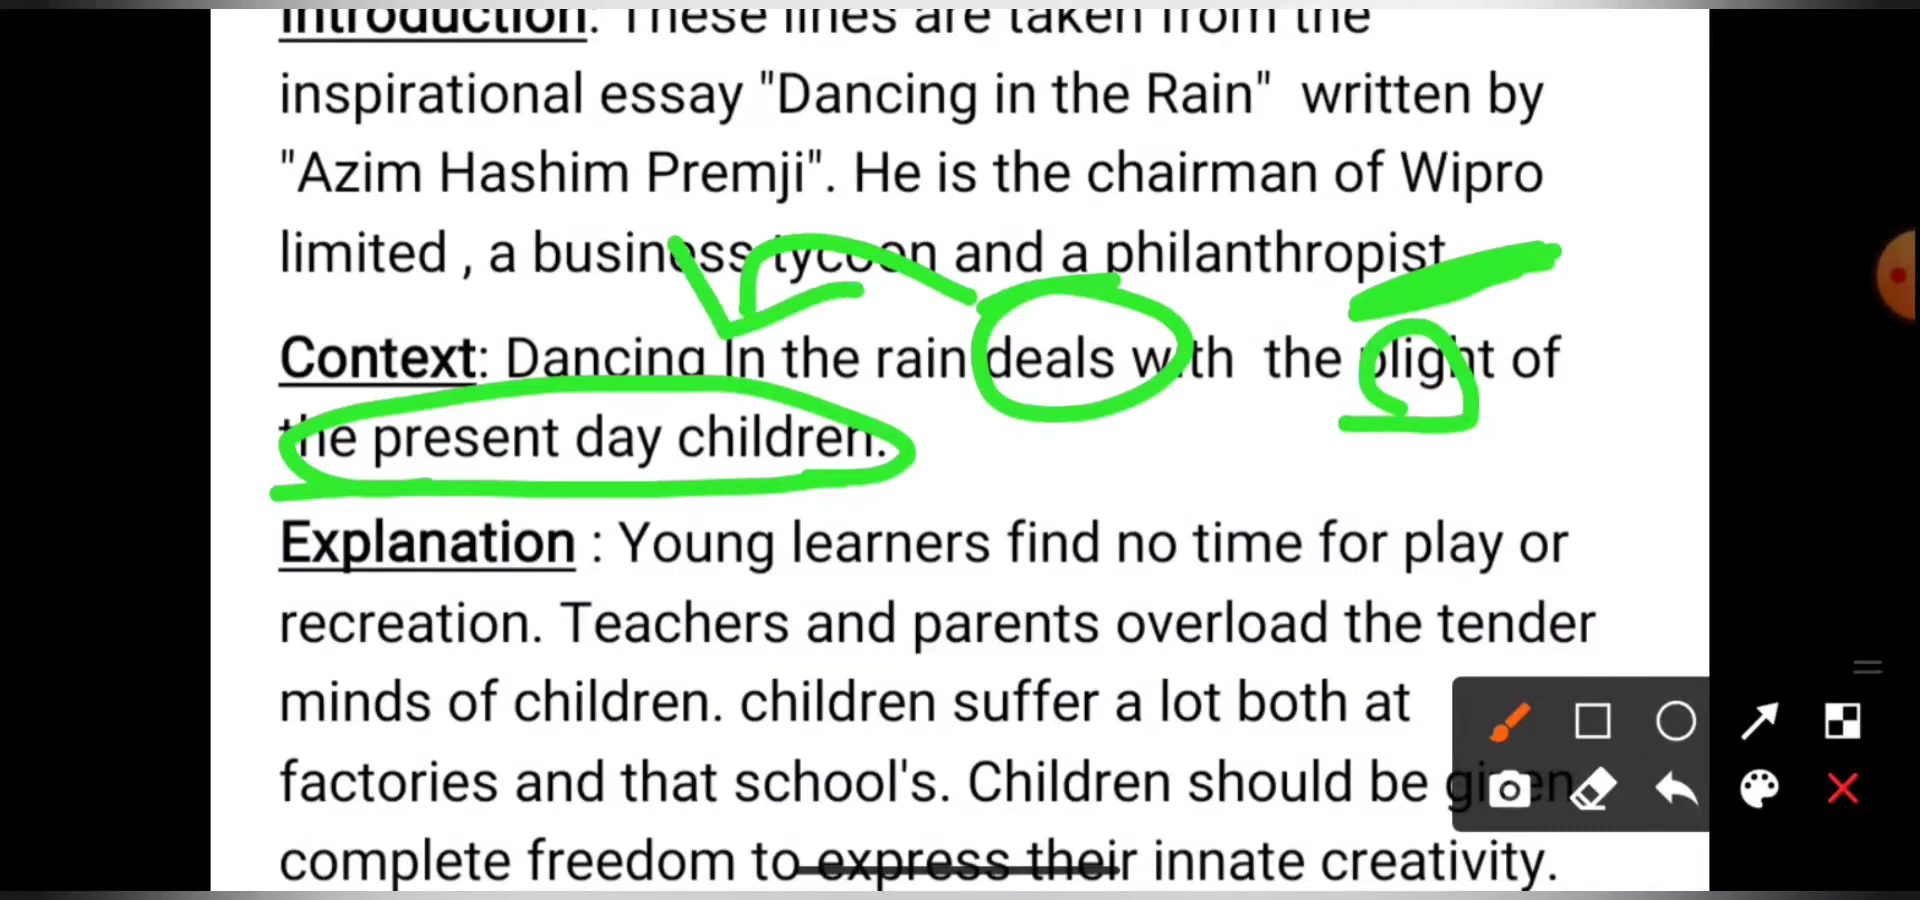 Introduction: These lines are taken from the
inspirational essay "Dancing in the Rain" written by
"Azim Hashim Premji". He is the chairman of Wipro
limited , a business tycoon and a philanthropist.
Context: Dancing In the rain deals with the plight of
the present day children.
Explanation : Young learners find no time for play or
recreation. Teachers and parents overload the tender
minds of children. children suffer a lot both at
factories and that school's. Children should be given
complete freedom to express their innate creativity.